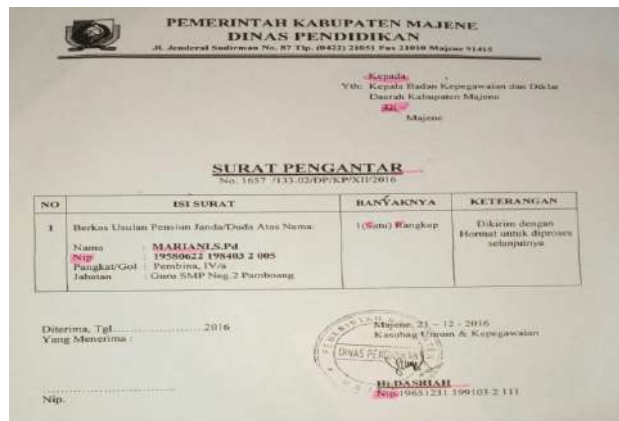 PEMERINTAH KABUPATEN MAJENE
DINAS PENDIDIKAN
Jl. Jenderal Sudirman No. 87 Tlp. (0422) 21051 Fax 21010 Majene 91415
Kepada
Yth: Kepala Badan Kepegawaian dan Diklat
Daerah Kabupaten Majene
Di –
Majene
SURAT PENGANTAR
No. 1657 /133.02/DP/KP/XII/2016
NO ISI SURAT BANYAKNYA KETERANGAN
1 Berkas Usulan Pensiun Janda/Duda Atas Nama: 1(Satu) Rangkap Dikirim dengan
Hormat untuk diproses
selanjutnya
Nama : MARIANI.S.Pd
Nip : 19580622 198403 2 005
Pangkat/Gol : Pembina, IV/a
Jabatan : Guru SMP Neg.2 Pamboang
Diterima, Tgl......................2016
Yang Menerima :
Majene, 21 – 12 - 2016
Kasubag Umum & Kepegawaian
DINAS PENDIDIKAN
Hj.DASRIAH
Nip.19651231 199103 2 111
Nip.